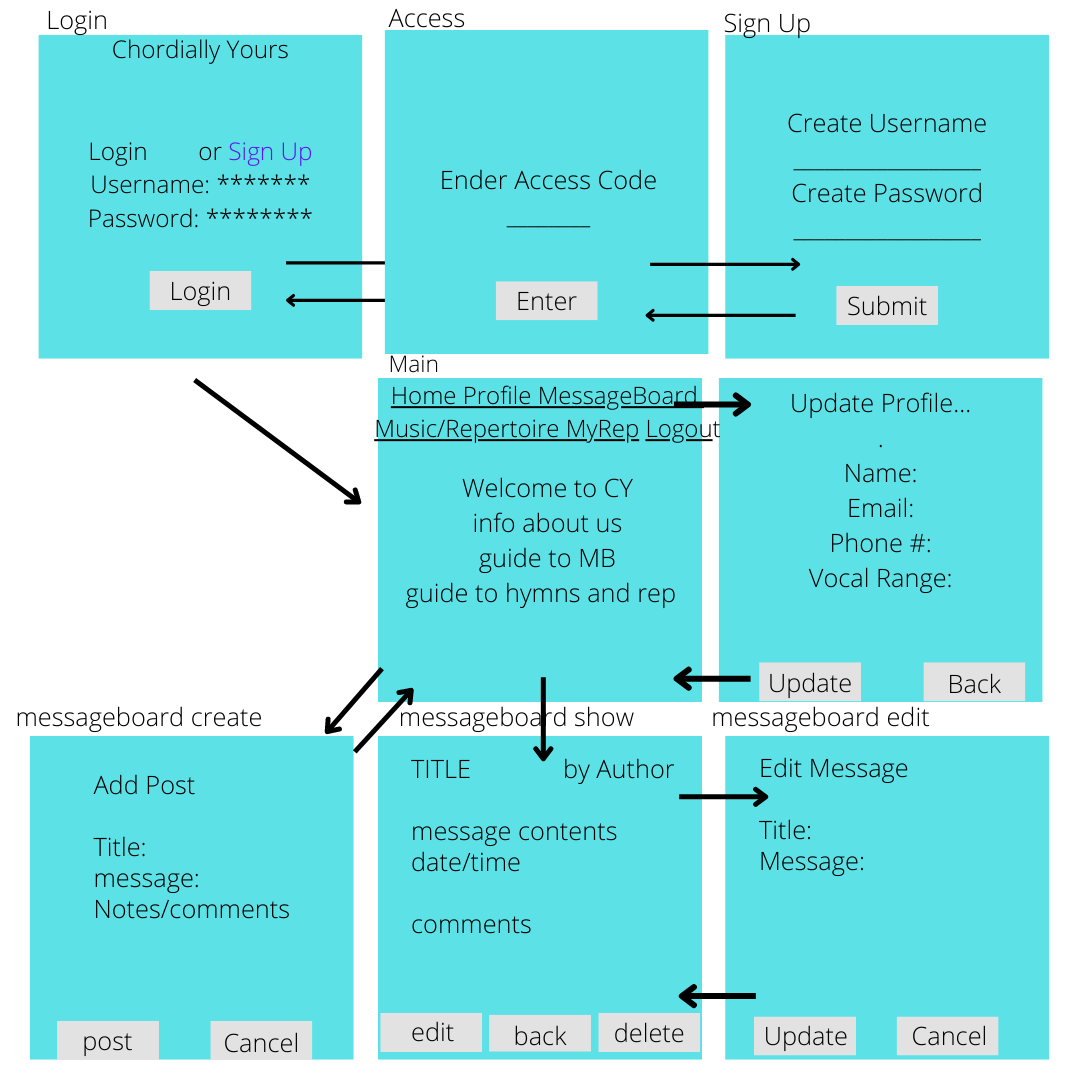 Login
Chordially Yours
Login or Sign Up
Username: *******
Password: ********
Login
Access
Ender Access Code
________
Enter
Sign Up
Create Username
__________________
Create Password
__________________
Submit
Main
Home Profile MessageBoard
Music/Repertoire MyRep Logout
Welcome to CY
info about us
guide to MB
guide to hymns and rep
Update Profile...
.
Name:
Email:
Phone #:
Vocal Range:
Update
Back
messageboard create
Add Post
Title:
message:
Notes/comments
post
Cancel
messageboard show
TITLE by Author
message contents
date/time
comments
edit
back
delete
messageboard edit
Edit Message
Title:
Message:
Update
Cancel